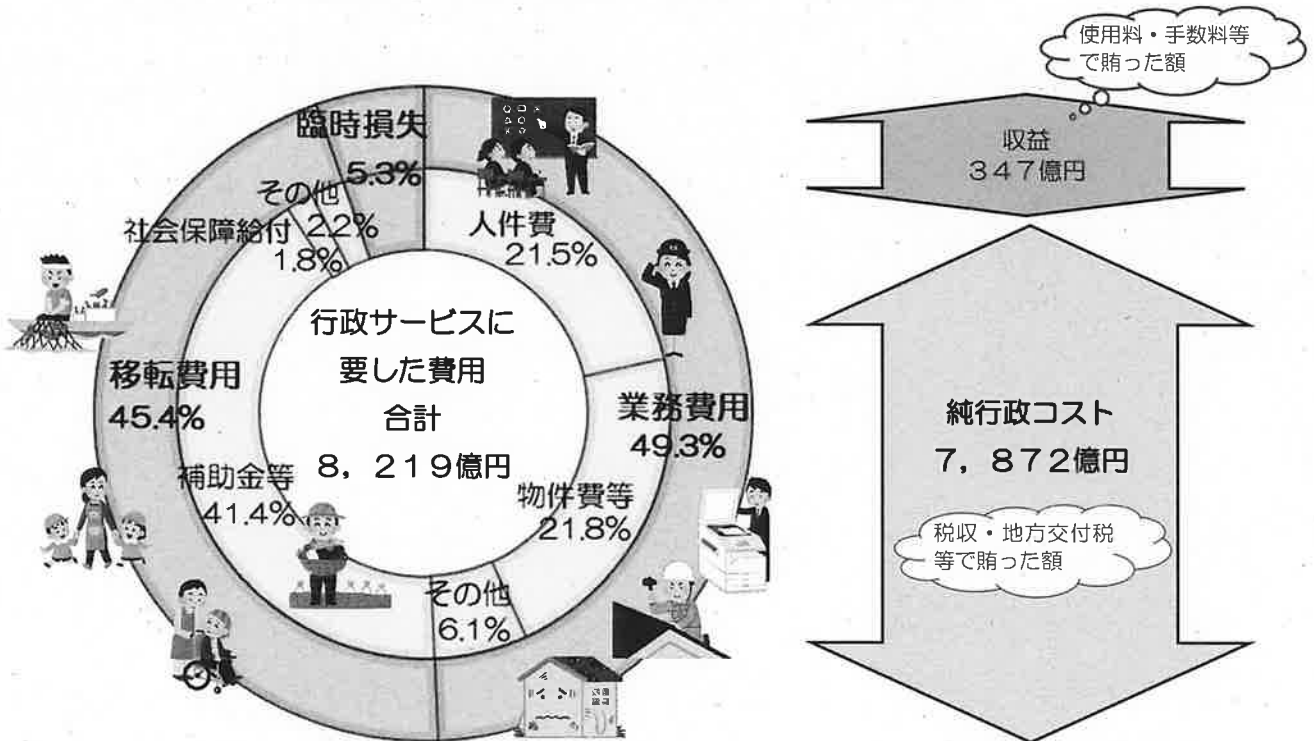 使用料・手数料等
で賄った額
収益
347億円
臨時損失
5.3%
その他
2.2%
社会保障給付
1.8%
人件費
21.5%
行政サービスに
要した費用
合計
8,219億円
移転費用
45.4%
業務費用
49.3%
補助金等
41.4%
物件費等
21.8%
その他
6.1%
純行政コスト
7,872億円
税収・地方交付税
等で賄った額